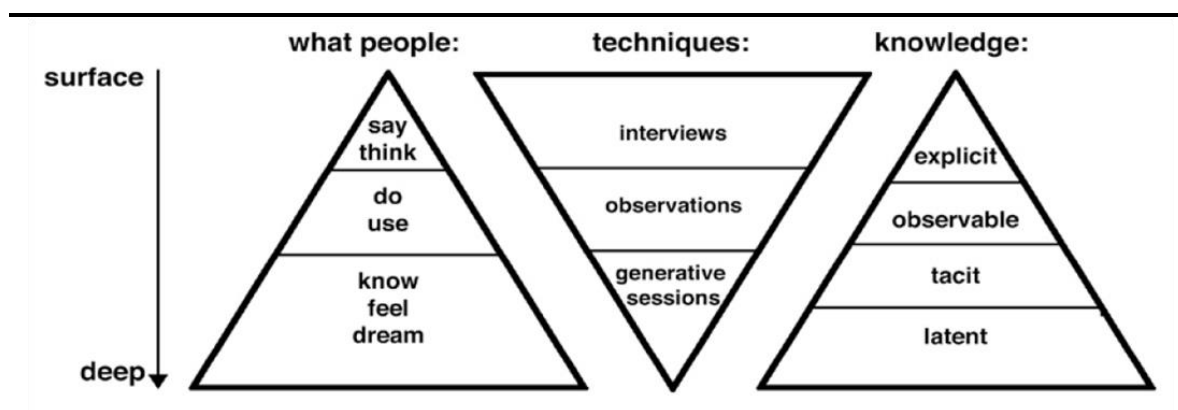 what people:
techniques:
knowledge:
surface
say
think
do
use
know
feel
dream
interviews
observations
generative
sessions
explicit
observable
tacit
latent
deep